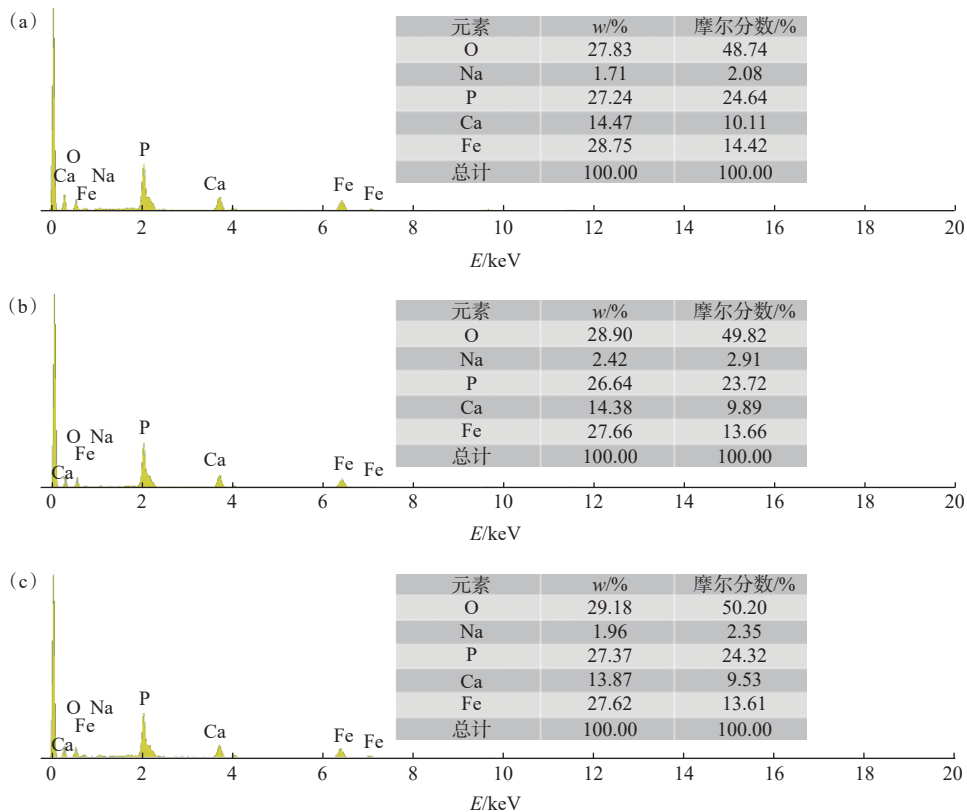 (a)
元素 w/% 摩尔分数/%
O 27.83 48.74
Na 1.71 2.08
P 27.24 24.64
Ca 14.47 10.11
Fe 28.75 14.42
总计 100.00 100.00
P
O
Ca Na
Fe
Ca
Fe Fe
0 2 4 6 8 10 12 14 16 18 20
E/keV
(b)
元素 w/% 摩尔分数/%
O 28.90 49.82
Na 2.42 2.91
P 26.64 23.72
Ca 14.38 9.89
Fe 27.66 13.66
总计 100.00 100.00
P
O Na
Fe
Ca
Ca
Fe Fe
0 2 4 6 8 10 12 14 16 18 20
E/keV
(c)
元素 w/% 摩尔分数/%
O 29.18 50.20
Na 1.96 2.35
P 27.37 24.32
Ca 13.87 9.53
Fe 27.62 13.61
总计 100.00 100.00
P
O Na
Fe
Ca
Ca
Fe Fe
0 2 4 6 8 10 12 14 16 18 20
E/keV